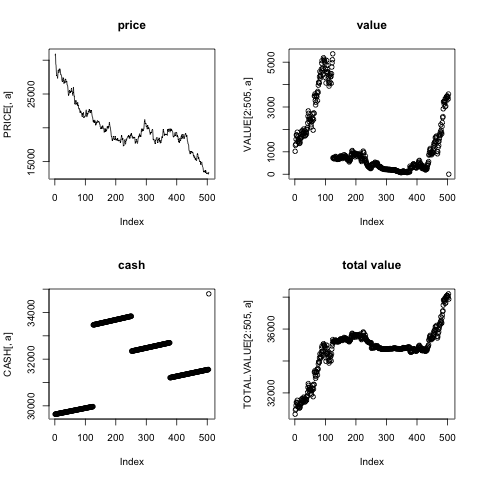 price
PRICE[, a]
15000 25000
0 100 200 300 400 500
Index
value
VALUE[2:505, a]
0 1000 3000 5000
0 100 200 300 400 500
Index
cash
CASH[, a]
30000 32000 34000
0 100 200 300 400 500
Index
total value
TOTAL.VALUE[2:505, a]
32000 36000
0 100 200 300 400 500
Index